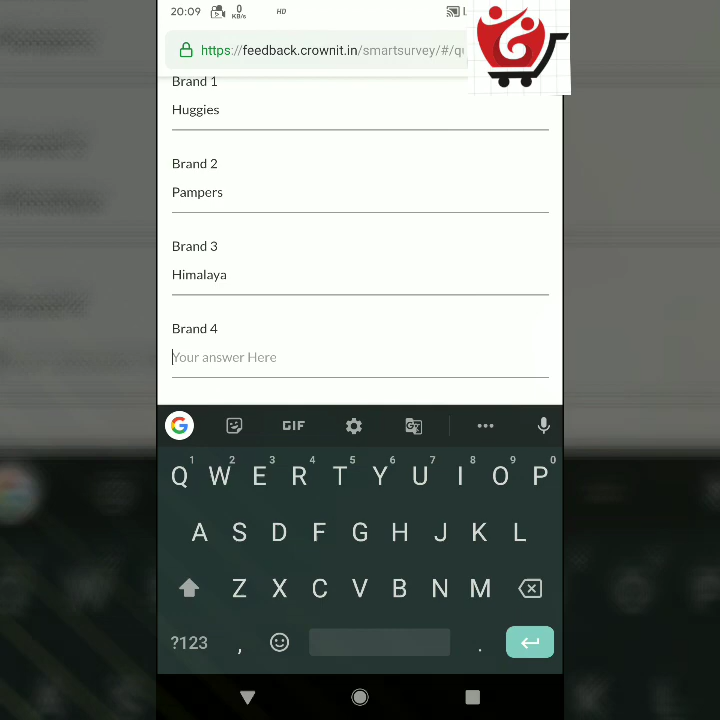 20:09 0 KB/s HD
https://feedback.crownit.in/smartsurvey/#/q
Brand 1
Huggies
Brand 2
Pampers
Brand 3
Himalaya
Brand 4
Your answer Here
G GIF G ...
1 2 3 4 5 6 7 8 9 0
Q W E R T Y U I O P
A S D F G H J K L
Z X C V B N M
?123 , .